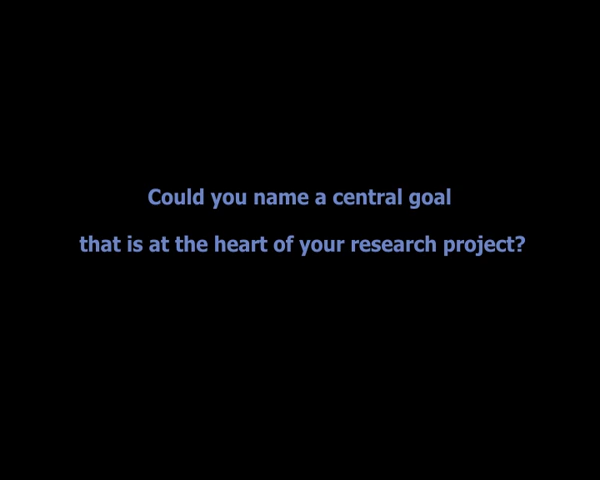 Could you name a central goal
that is at the heart of your research project?